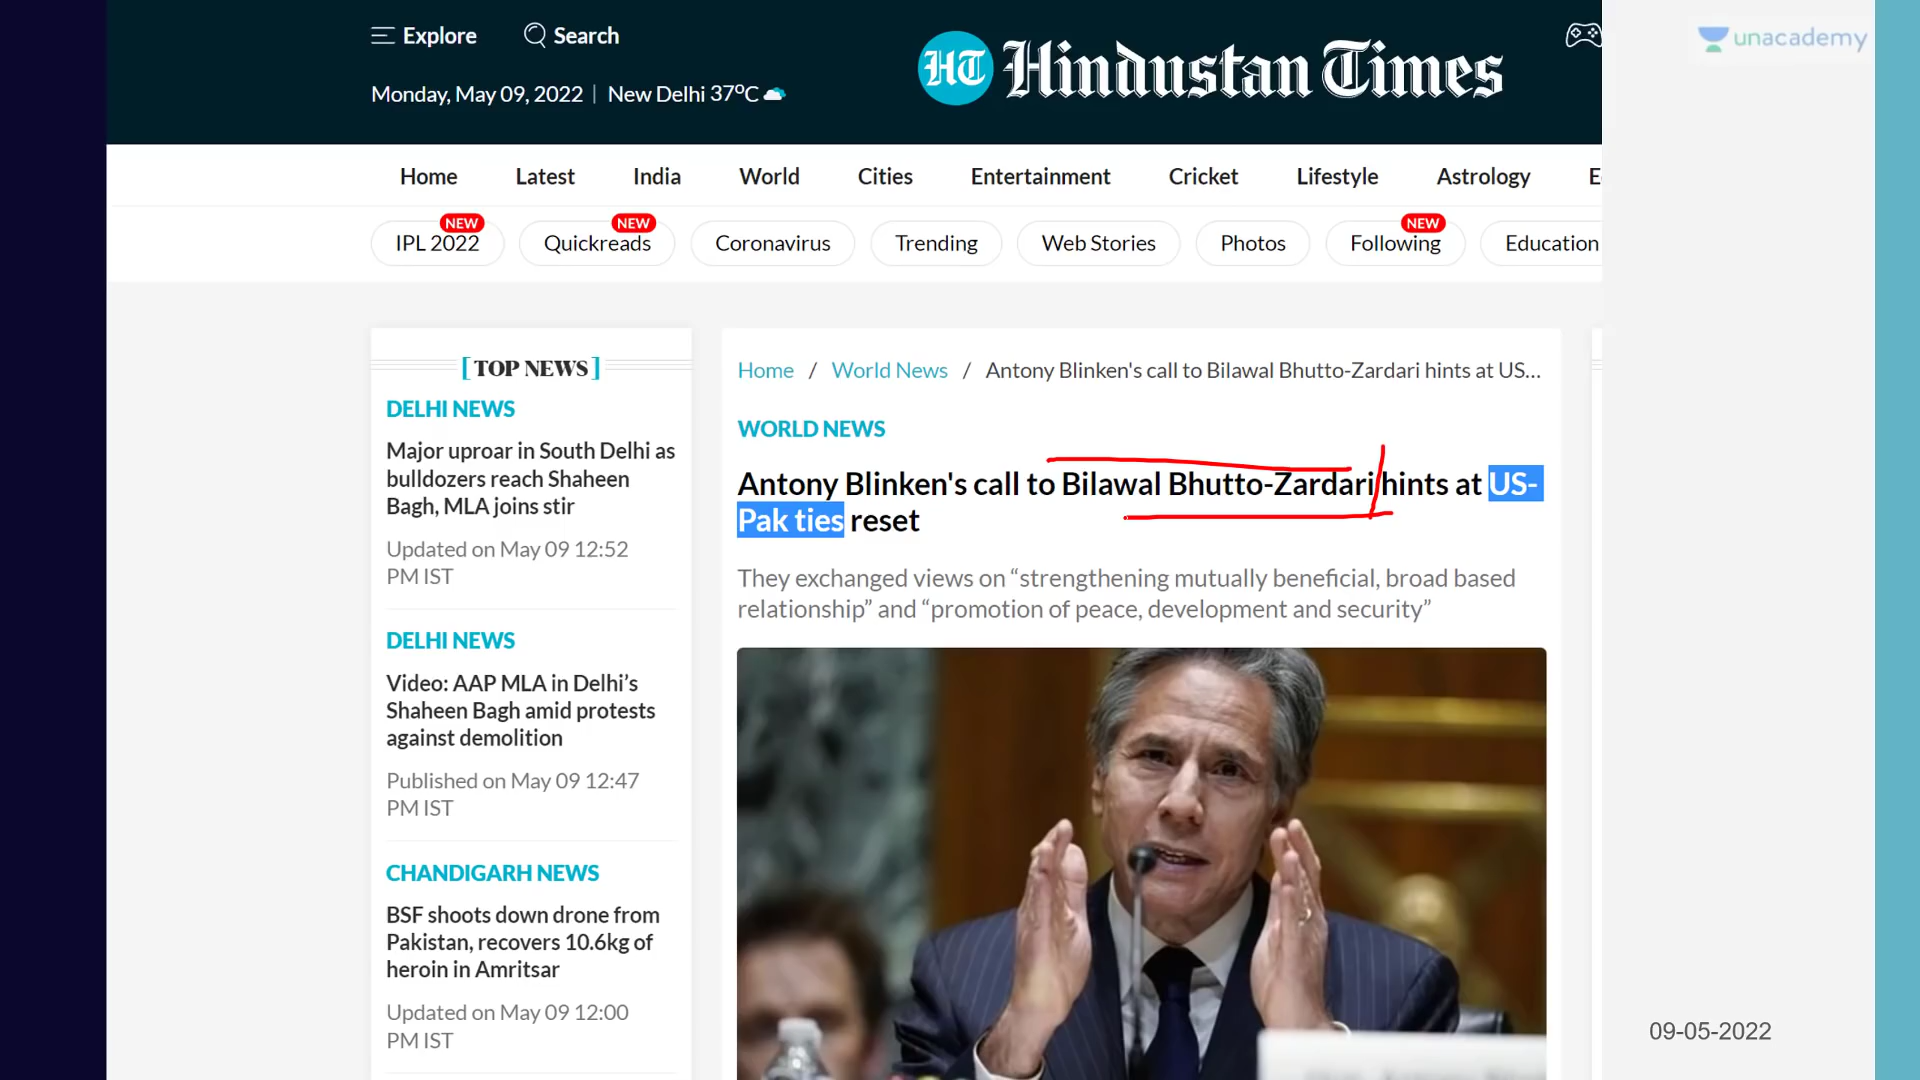 Explore
Search
HT Hindustan Times
unacademy
Monday, May 09, 2022 | New Delhi 37°C
Home Latest India World Cities Entertainment Cricket Lifestyle Astrology
NEW NEW NEW
IPL 2022 Quickreads Coronavirus Trending Web Stories Photos Following Education
[TOP NEWS]
DELHI NEWS
Major uproar in South Delhi as
bulldozers reach Shaheen
Bagh, MLA joins stir
Updated on May 09 12:52
PM IST
DELHI NEWS
Video: AAP MLA in Delhi’s
Shaheen Bagh amid protests
against demolition
Published on May 09 12:47
PM IST
CHANDIGARH NEWS
BSF shoots down drone from
Pakistan, recovers 10.6kg of
heroin in Amritsar
Updated on May 09 12:00
PM IST
Home / World News / Antony Blinken's call to Bilawal Bhutto-Zardari hints at US...
WORLD NEWS
Antony Blinken's call to Bilawal Bhutto-Zardari hints at US-
Pak ties reset
They exchanged views on “strengthening mutually beneficial, broad based
relationship” and “promotion of peace, development and security”
09-05-2022